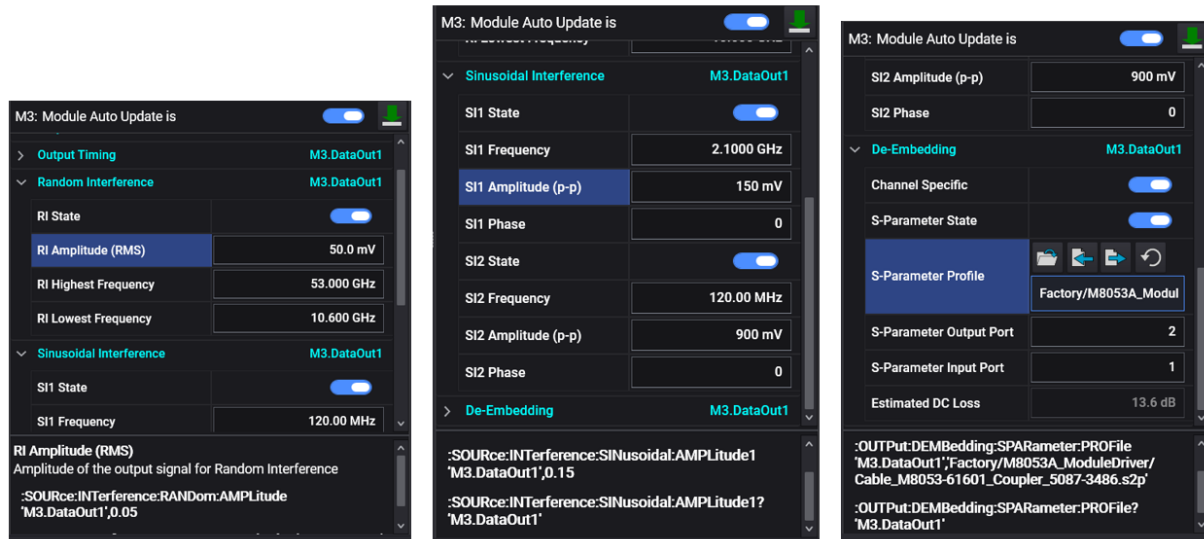 M3: Module Auto Update is
Output Timing M3.DataOut1
Random Interference M3.DataOut1
RI State
RI Amplitude (RMS) 50.0 mV
RI Highest Frequency 53.000 GHz
RI Lowest Frequency 10.600 GHz
Sinusoidal Interference M3.DataOut1
SI1 State
SI1 Frequency 120.00 MHz
RI Amplitude (RMS)
Amplitude of the output signal for Random Interference
:SOURce:INTerference:RANDom:AMPLitude
'M3.DataOut1',0.05
M3: Module Auto Update is
Sinusoidal Interference M3.DataOut1
SI1 State
SI1 Frequency 2.1000 GHz
SI1 Amplitude (p-p) 150 mV
SI1 Phase 0
SI2 State
SI2 Frequency 120.00 MHz
SI2 Amplitude (p-p) 900 mV
SI2 Phase 0
De-Embedding M3.DataOut1
:SOURce:INTerference:SINusoidal:AMPLitude1
'M3.DataOut1',0.15
:SOURce:INTerference:SINusoidal:AMPLitude1?
'M3.DataOut1'
M3: Module Auto Update is
SI2 Amplitude (p-p) 900 mV
SI2 Phase 0
De-Embedding M3.DataOut1
Channel Specific
S-Parameter State
S-Parameter Profile
Factory/M8053A_Modul
S-Parameter Output Port 2
S-Parameter Input Port 1
Estimated DC Loss 13.6 dB
:OUTPut:DEMBedding:SPARameter:PROFile
'M3.DataOut1','Factory/M8053A_ModuleDriver/
Cable_M8053-61601_Coupler_5087-3486.s2p'
:OUTPut:DEMBedding:SPARameter:PROFile?
'M3.DataOut1'